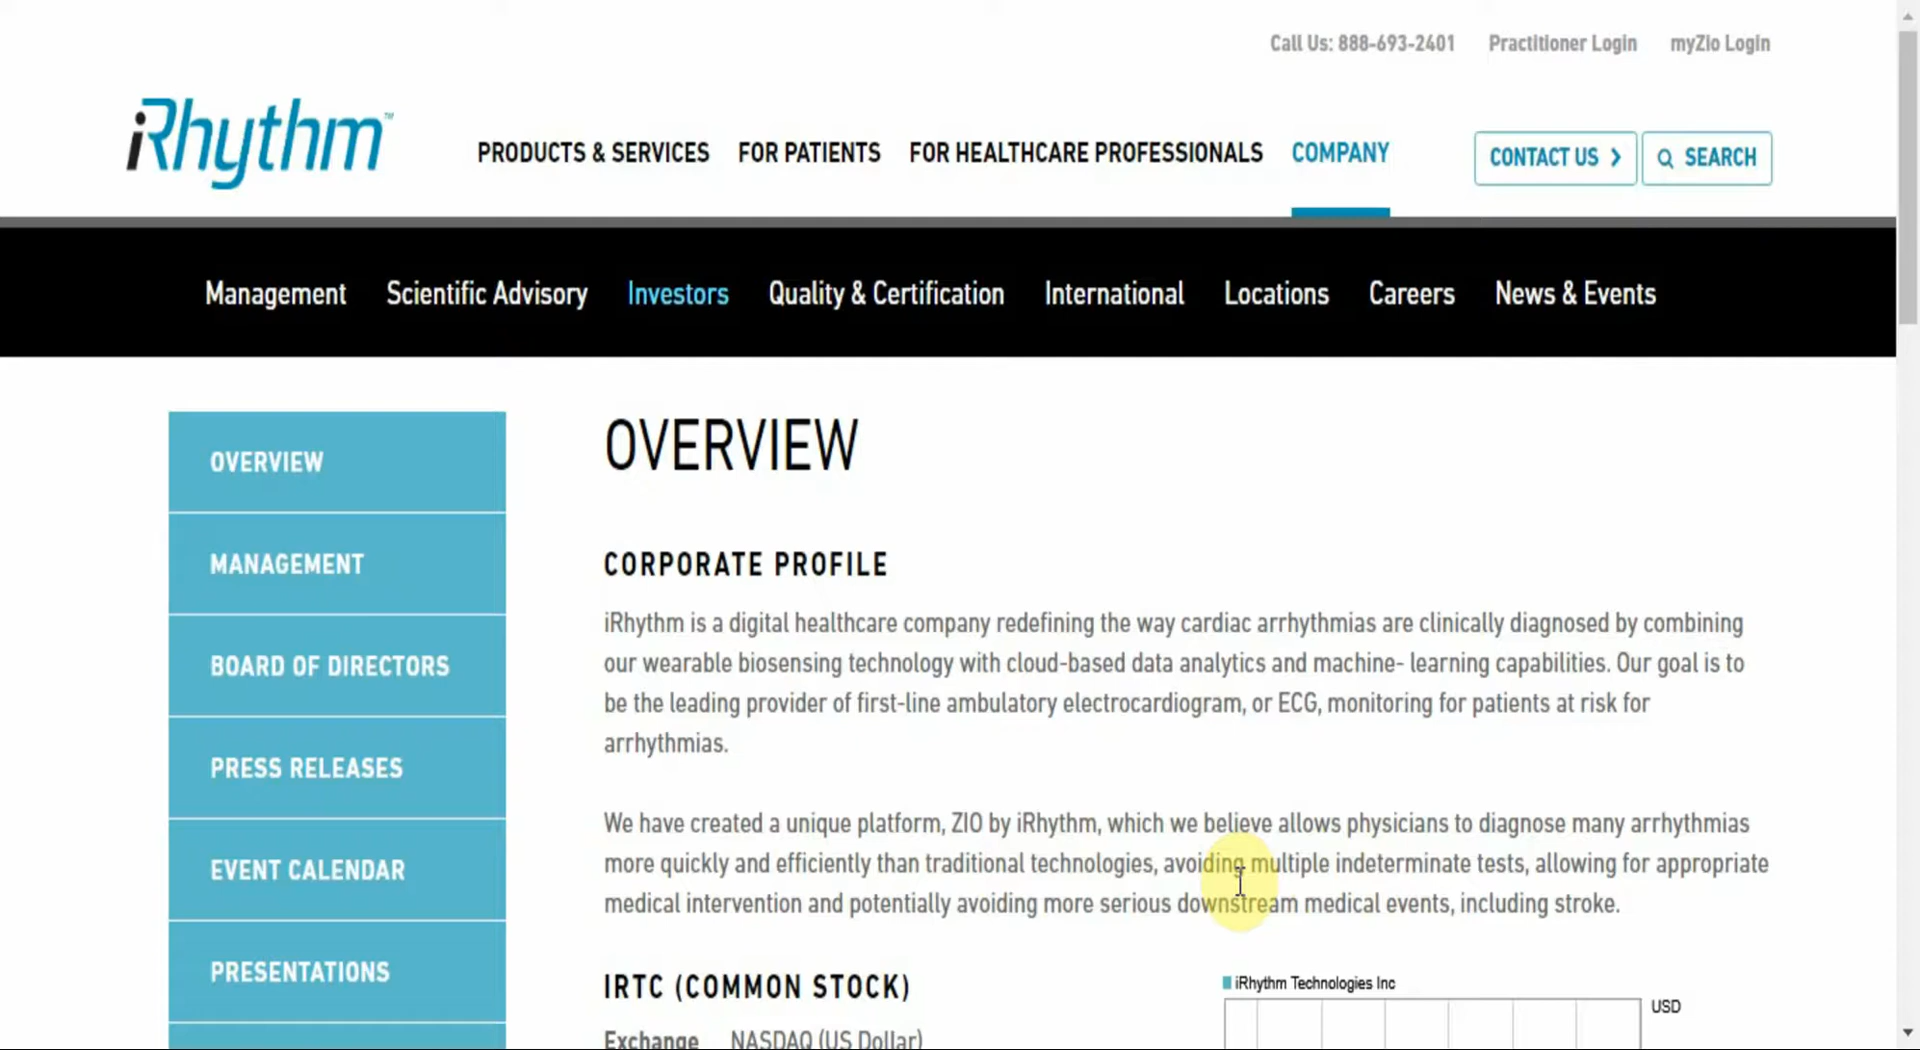 Call Us: 888-693-2401 Practitioner Login myZio Login
iRhythm™
PRODUCTS & SERVICES FOR PATIENTS FOR HEALTHCARE PROFESSIONALS COMPANY CONTACT US SEARCH
Management Scientific Advisory Investors Quality & Certification International Locations Careers News & Events
OVERVIEW
MANAGEMENT
BOARD OF DIRECTORS
PRESS RELEASES
EVENT CALENDAR
PRESENTATIONS
OVERVIEW
CORPORATE PROFILE
iRhythm is a digital healthcare company redefining the way cardiac arrhythmias are clinically diagnosed by combining
our wearable biosensing technology with cloud-based data analytics and machine- learning capabilities. Our goal is to
be the leading provider of first-line ambulatory electrocardiogram, or ECG, monitoring for patients at risk for
arrhythmias.
We have created a unique platform, ZIO by iRhythm, which we believe allows physicians to diagnose many arrhythmias
more quickly and efficiently than traditional technologies, avoiding multiple indeterminate tests, allowing for appropriate
medical intervention and potentially avoiding more serious downstream medical events, including stroke.
IRTC (COMMON STOCK)
Exchange NASDAQ (US Dollar)
iRhythm Technologies Inc
USD